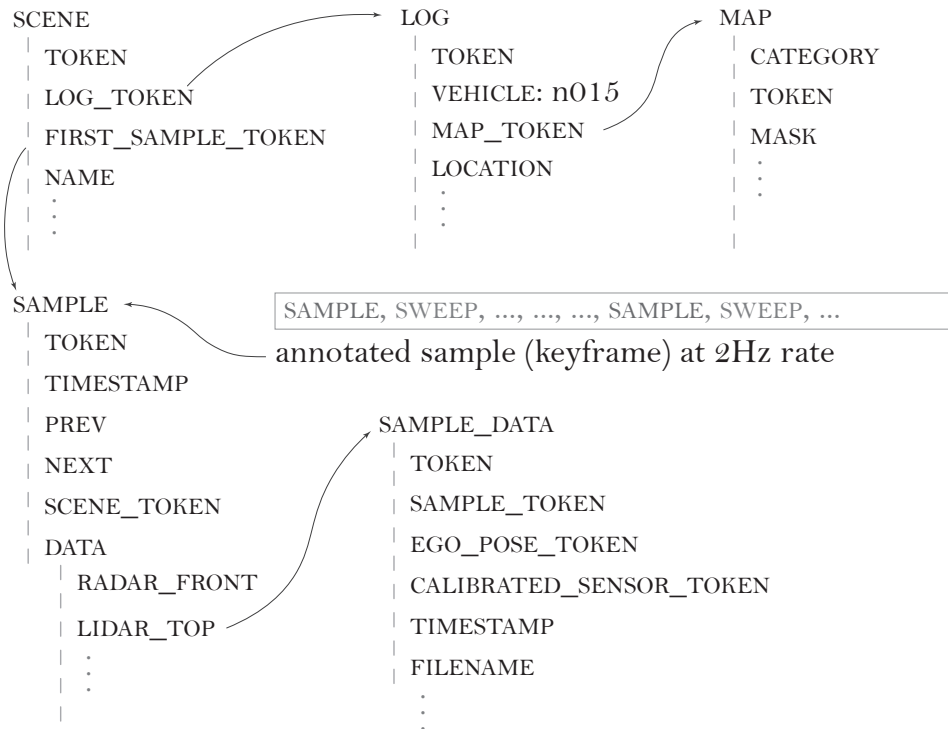 SCENE
TOKEN
LOG_TOKEN
FIRST_SAMPLE_TOKEN
NAME
LOG
TOKEN
VEHICLE: n015
MAP_TOKEN
LOCATION
MAP
CATEGORY
TOKEN
MASK
SAMPLE
TOKEN
TIMESTAMP
PREV
NEXT
SCENE_TOKEN
DATA
RADAR_FRONT
LIDAR_TOP
SAMPLE, SWEEP, ..., ..., ..., SAMPLE, SWEEP, ...
annotated sample (keyframe) at 2Hz rate
SAMPLE_DATA
TOKEN
SAMPLE_TOKEN
EGO_POSE_TOKEN
CALIBRATED_SENSOR_TOKEN
TIMESTAMP
FILENAME